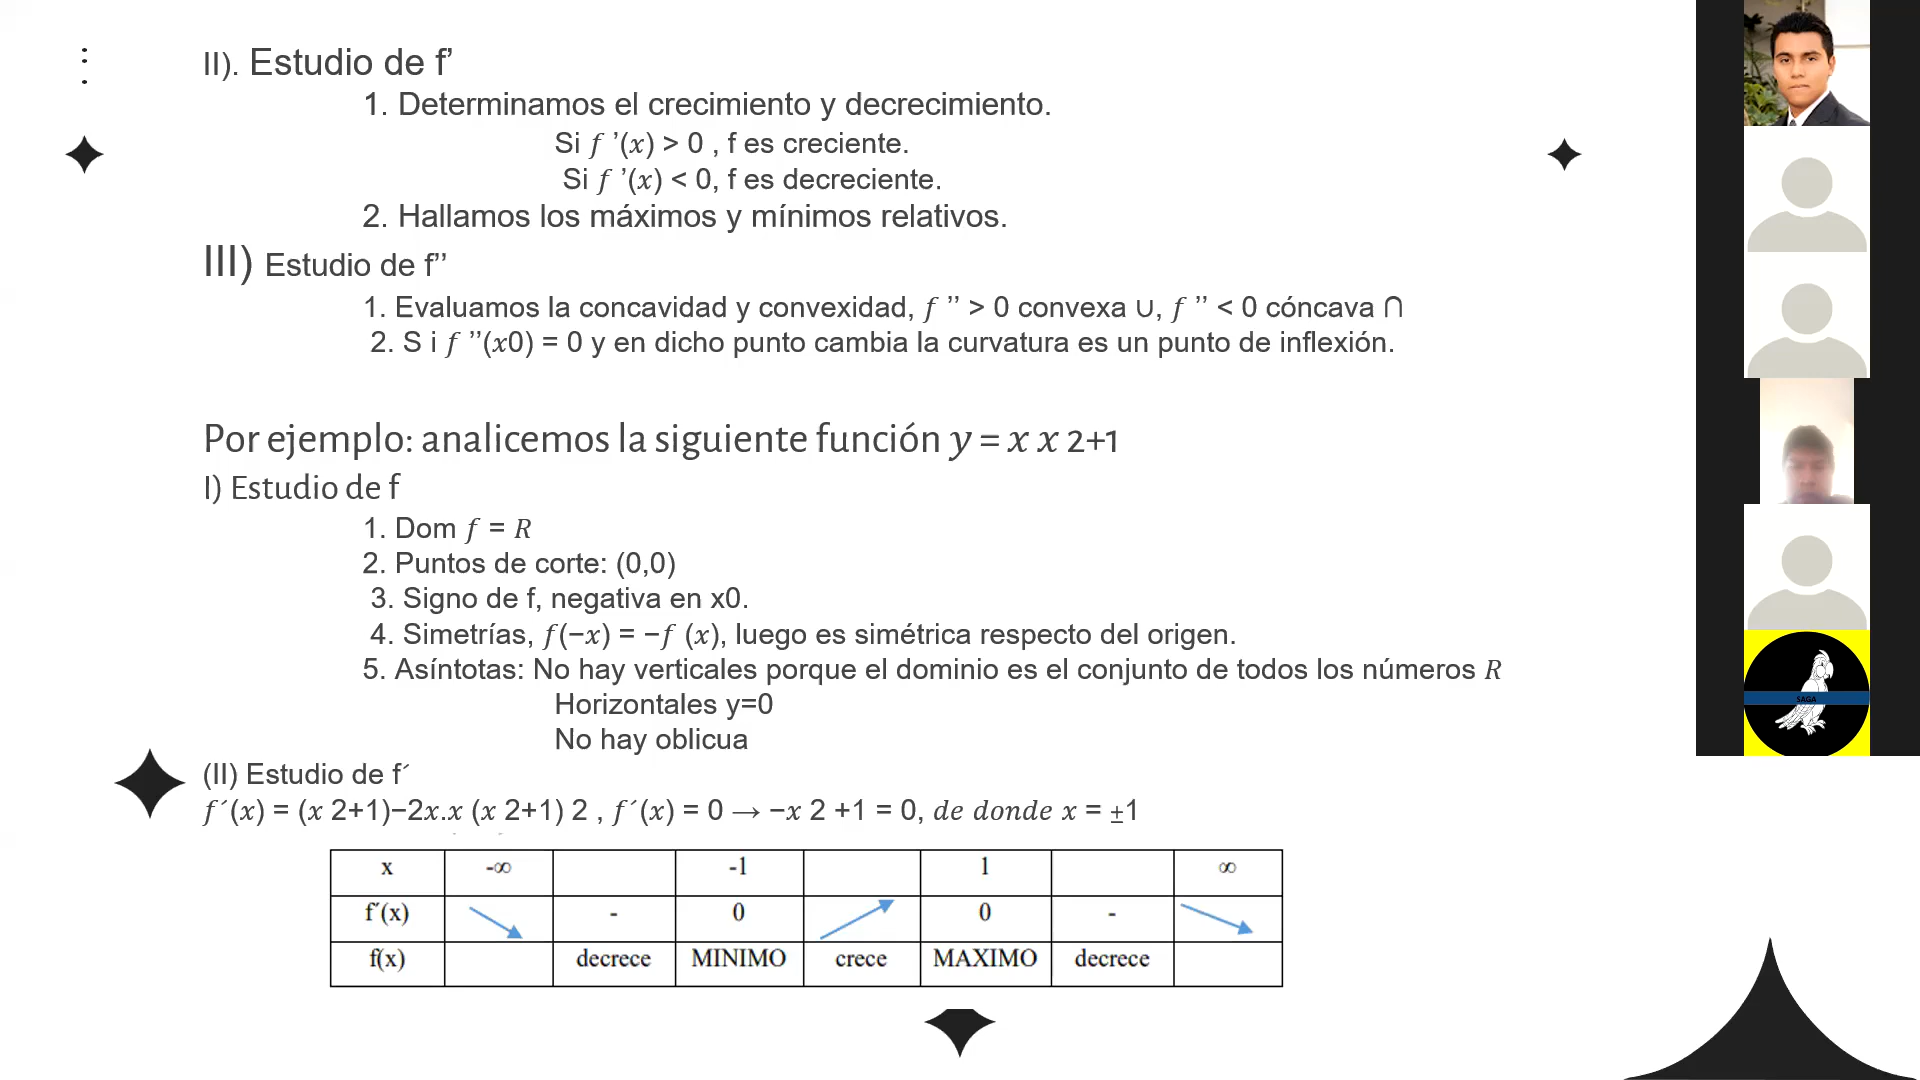 II). Estudio de f’
1. Determinamos el crecimiento y decrecimiento.
Si 𝑓 ’(𝑥) > 0 , f es creciente.
Si 𝑓 ’(𝑥) < 0, f es decreciente.
2. Hallamos los máximos y mínimos relativos.
III) Estudio de f’’
1. Evaluamos la concavidad y convexidad, 𝑓 ’’ > 0 convexa ∪, 𝑓 ’’ < 0 cóncava ∩
2. S i 𝑓 ’’(𝑥0) = 0 y en dicho punto cambia la curvatura es un punto de inflexión.
Por ejemplo: analicemos la siguiente función 𝑦 = 𝑥 𝑥 2+1
I) Estudio de f
1. Dom 𝑓 = 𝑅
2. Puntos de corte: (0,0)
3. Signo de f, negativa en x0.
4. Simetrías, 𝑓(−𝑥) = −𝑓 (𝑥), luego es simétrica respecto del origen.
5. Asíntotas: No hay verticales porque el dominio es el conjunto de todos los números 𝑅
Horizontales y=0
No hay oblicua
(II) Estudio de f´
𝑓´(𝑥) = (𝑥 2+1)−2𝑥.𝑥 (𝑥 2+1) 2 , 𝑓´(𝑥) = 0 → −𝑥 2 +1 = 0, 𝑑𝑒 𝑑𝑜𝑛𝑑𝑒 𝑥 = ±1
x -∞ -1 1 ∞
f´(x) - 0 0 -
f(x) decrece MINIMO crece MAXIMO decrece
SAGA